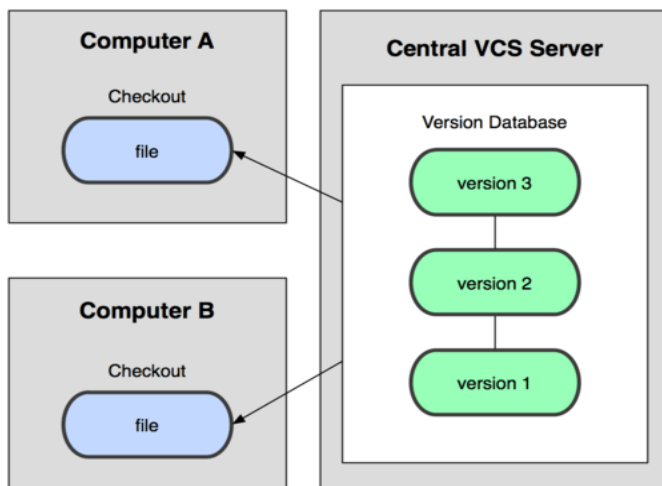 Computer A
Checkout
file
Computer B
Checkout
file
Central VCS Server
Version Database
version 3
version 2
version 1